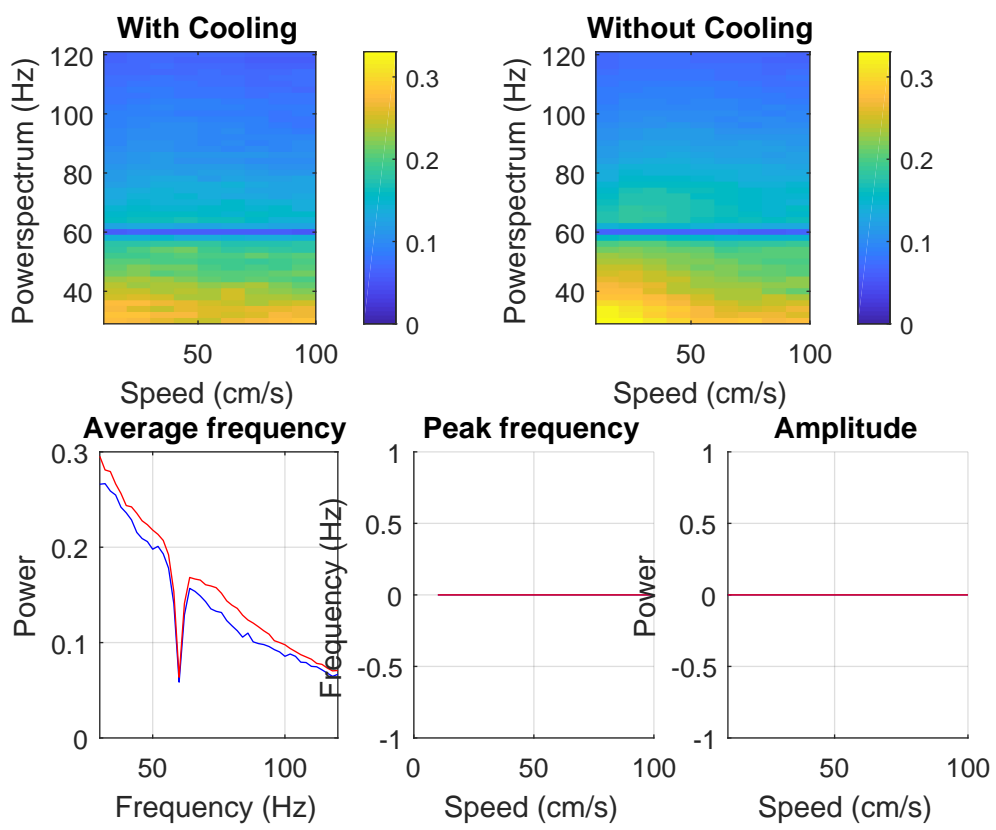 With Cooling
Powerspectrum (Hz)
120
100
80
60
40
50
100
Speed (cm/s)
0.3
0.2
0.1
0
Without Cooling
Powerspectrum (Hz)
120
100
80
60
40
50
100
Speed (cm/s)
0.3
0.2
0.1
0
Average frequency
Power
0.3
0.2
0.1
0
50
100
Frequency (Hz)
Peak frequency
Frequency (Hz)
1
0.5
0
-0.5
-1
0
50
100
Speed (cm/s)
Amplitude
Power
1
0.5
0
-0.5
-1
50
100
Speed (cm/s)